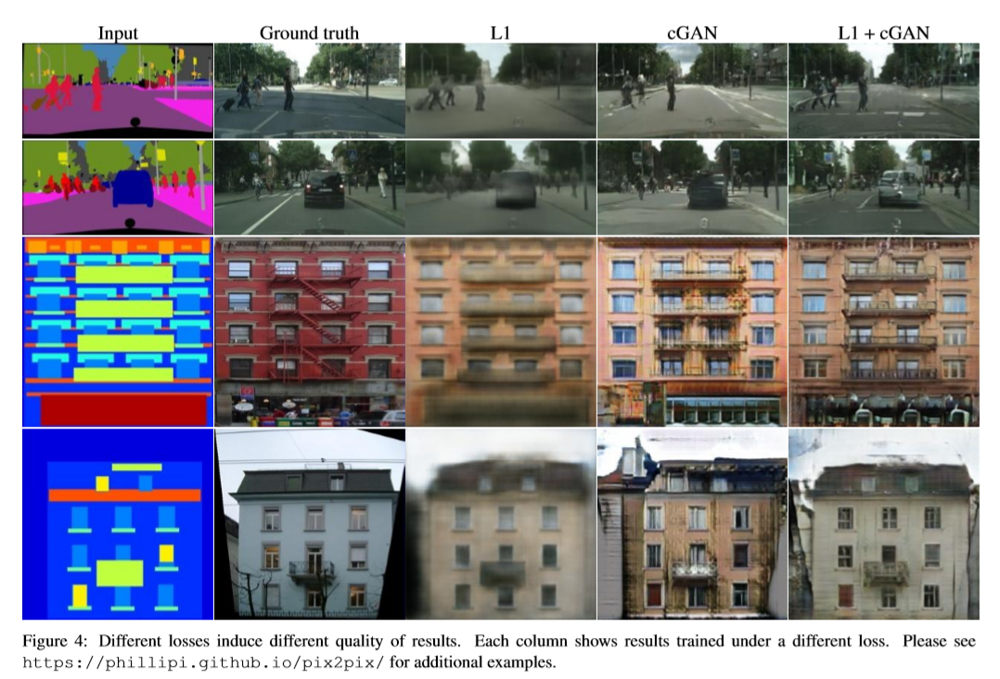 Input Ground truth L1 cGAN L1 + cGAN
Figure 4: Different losses induce different quality of results. Each column shows results trained under a different loss. Please see
https://phillipi.github.io/pix2pix/ for additional examples.